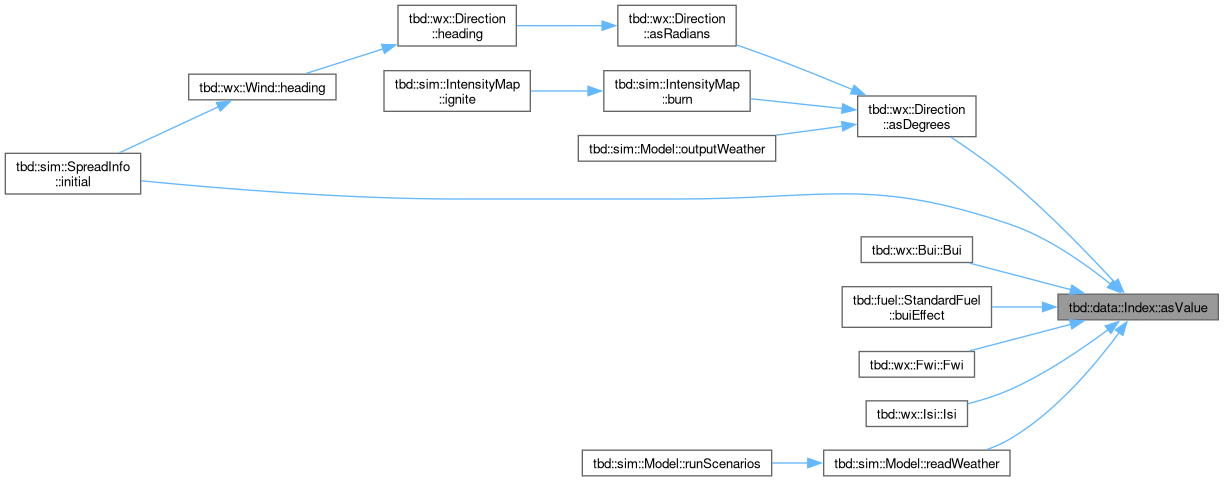 tbd::wx::Direction
::heading
tbd::wx::Direction
::asRadians
tbd::wx::Wind::heading
tbd::sim::IntensityMap
::ignite
tbd::sim::IntensityMap
::burn
tbd::wx::Direction
::asDegrees
tbd::sim::Model::outputWeather
tbd::sim::SpreadInfo
::initial
tbd::wx::Bui::Bui
tbd::fuel::StandardFuel
::buiEffect
tbd::data::Index::asValue
tbd::wx::Fwi::Fwi
tbd::wx::Isi::Isi
tbd::sim::Model::runScenarios
tbd::sim::Model::readWeather